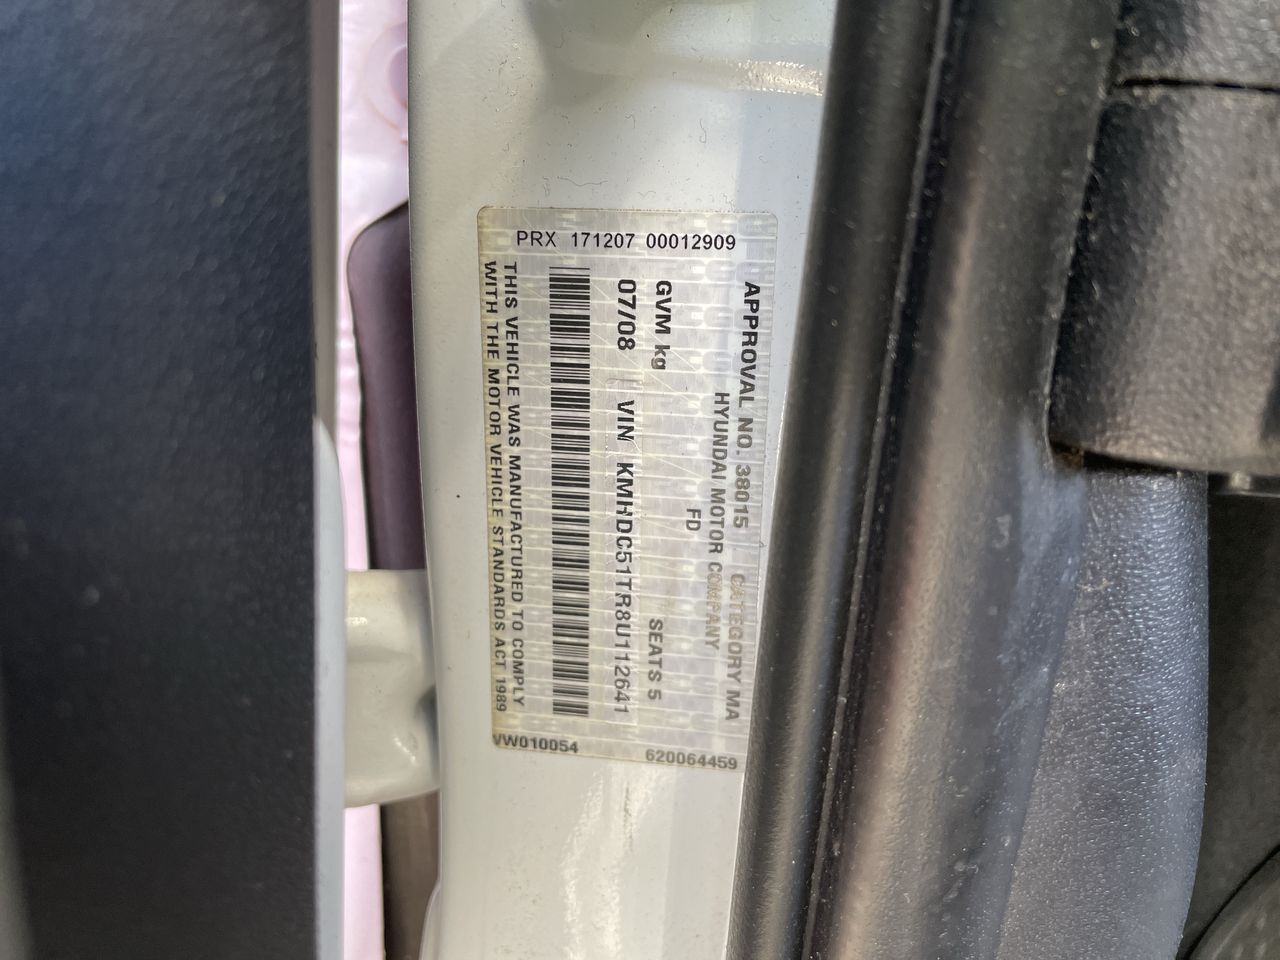 PRX 171207 00012909
APPROVAL NO. 38015 CATEGORY MA
HYUNDAI MOTOR COMPANY
FD
GVM kg SEATS 5
07/08 VIN KMHDC51TR8U112641
THIS VEHICLE WAS MANUFACTURED TO COMPLY
WITH THE MOTOR VEHICLE STANDARDS ACT 1989
VW010054
620064459